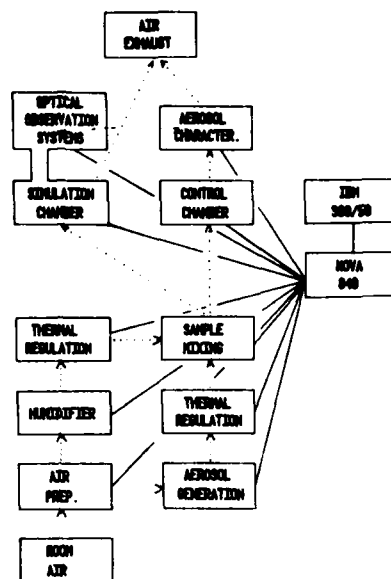 AIR
EXHAUST
OPTICAL
OBSERVATION
SYSTEMS
AEROSOL
CHARACTER.
SIMULATION
CHAMBER
CONTROL
CHAMBER
IBM
360/50
NOVA
840
THERMAL
REGULATION
SAMPLE
MIXING
HUMIDIFIER
THERMAL
REGULATION
AIR
PREP.
AEROSOL
GENERATION
ROOM
AIR